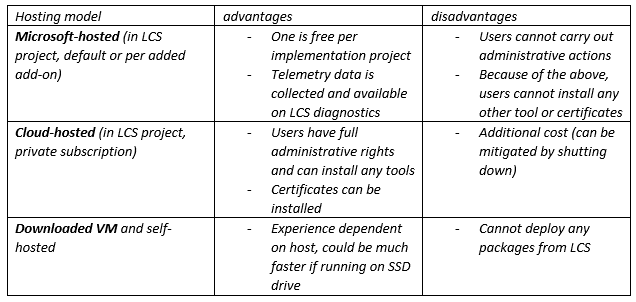 Hosting model
advantages
disadvantages
Microsoft-hosted (in LCS
project, default or per added
add-on)
- One is free per
implementation project
- Telemetry data is
collected and available
on LCS diagnostics
- Users cannot carry out
administrative actions
- Because of the above,
users cannot install any
other tool or certificates
Cloud-hosted (in LCS project,
private subscription)
- Users have full
administrative rights
and can install any tools
- Certificates can be
installed
- Additional cost (can be
mitigated by shutting
down)
Downloaded VM and self-
hosted
- Experience dependent
on host, could be much
faster if running on SSD
drive
- Cannot deploy any
packages from LCS